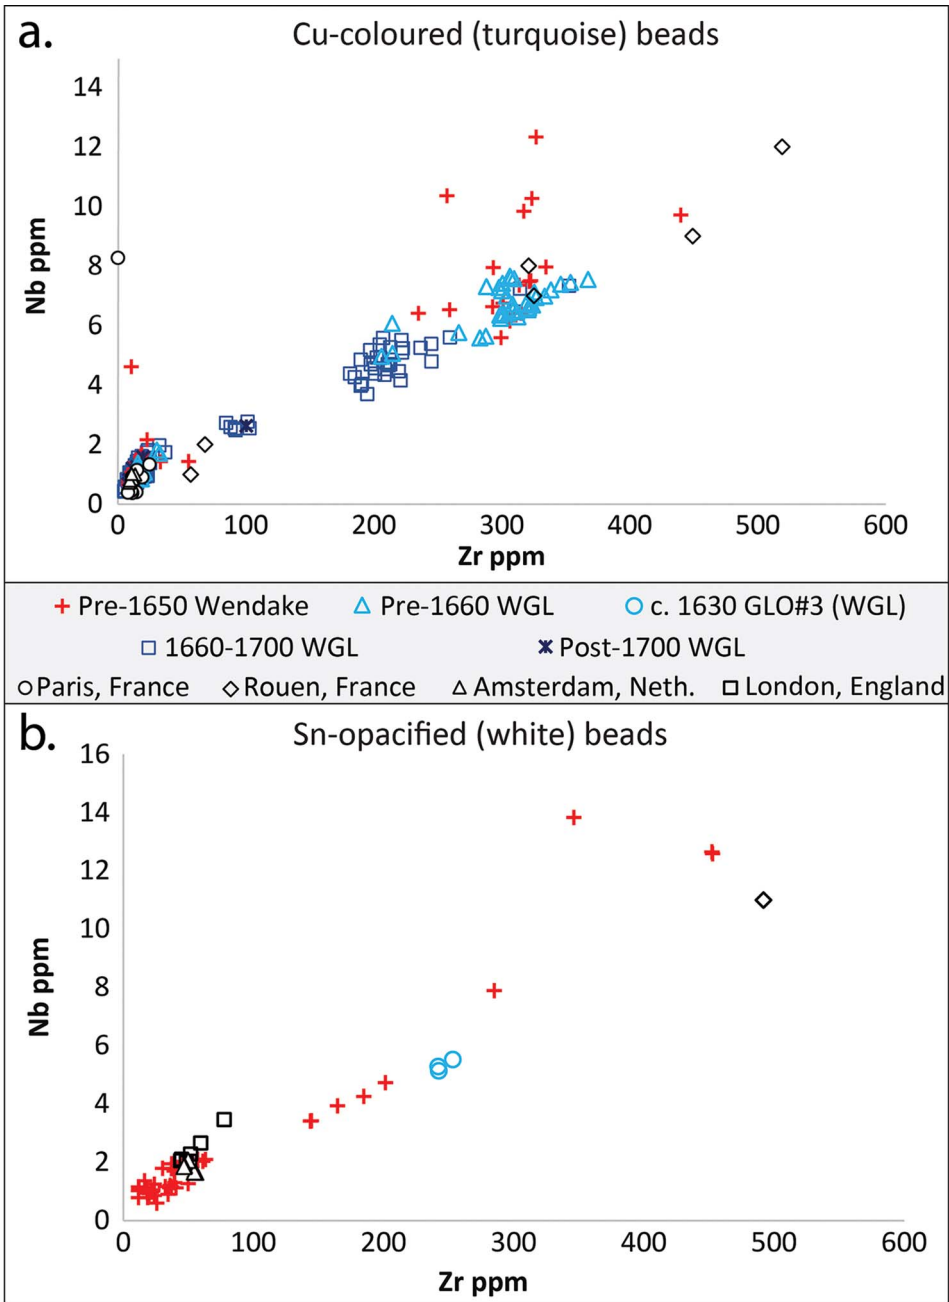 a. Cu-coloured (turquoise) beads
14
12
10
8
6
4
2
0
Nb ppm
0 100 200 300 400 500 600
Zr ppm
Pre-1650 Wendake Pre-1660 WGL c. 1630 GLO#3 (WGL)
1660-1700 WGL Post-1700 WGL
Paris, France Rouen, France Amsterdam, Neth. London, England
b. Sn-opacified (white) beads
16
14
12
10
8
6
4
2
0
Nb ppm
0 100 200 300 400 500 600
Zr ppm